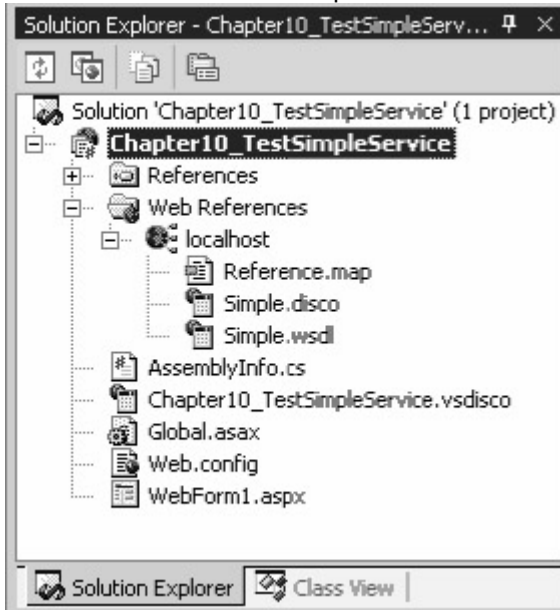 Solution Explorer - Chapter10_TestSimpleServ...
Solution 'Chapter10_TestSimpleService' (1 project)
Chapter10_TestSimpleService
References
Web References
localhost
Reference.map
Simple.disco
Simple.wsdl
AssemblyInfo.cs
Chapter10_TestSimpleService.vsdisco
Global.asax
Web.config
WebForm1.aspx
Solution Explorer Class View